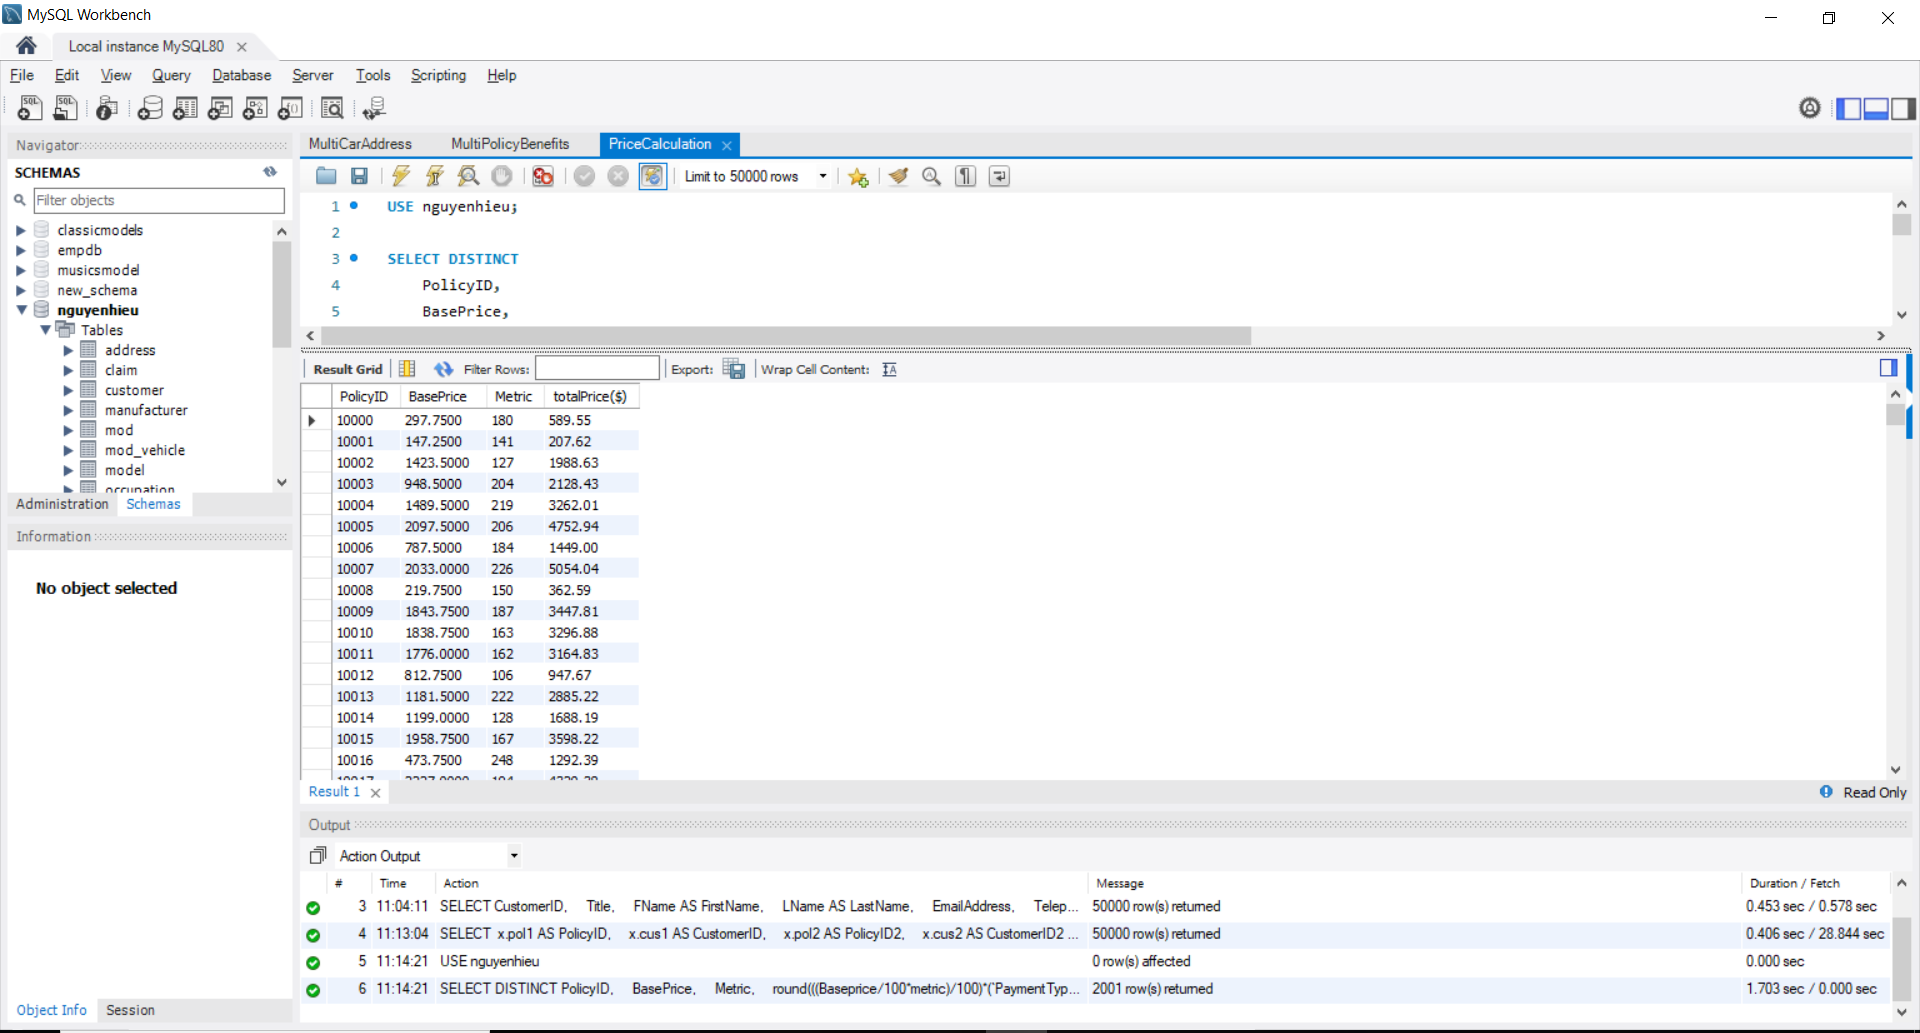 MySQL Workbench
Local instance MySQL80
File Edit View Query Database Server Tools Scripting Help
Navigator
SCHEMAS
Filter objects
classicmodels
empdb
musicsmodel
new_schema
nguyenhieu
Tables
address
claim
customer
manufacturer
mod
mod_vehicle
model
occupation
Administration Schemas
Information
No object selected
Object Info Session
MultiCarAddress MultiPolicyBenefits PriceCalculation
Limit to 50000 rows
1 USE nguyenhieu;
2
3 SELECT DISTINCT
4 PolicyID,
5 BasePrice,
Result Grid Filter Rows: Export: Wrap Cell Content:
PolicyID BasePrice Metric totalPrice($)
10000 297.7500 180 589.55
10001 147.2500 141 207.62
10002 1423.5000 127 1988.63
10003 948.5000 204 2128.43
10004 1489.5000 219 3262.01
10005 2097.5000 206 4752.94
10006 787.5000 184 1449.00
10007 2033.0000 226 5054.04
10008 219.7500 150 362.59
10009 1843.7500 187 3447.81
10010 1838.7500 163 3296.88
10011 1776.0000 162 3164.83
10012 812.7500 106 947.67
10013 1181.5000 222 2885.22
10014 1199.0000 128 1688.19
10015 1958.7500 167 3598.22
10016 473.7500 248 1292.39
10017
Result 1 Read Only
Output
Action Output
# Time Action Message Duration / Fetch
3 11:04:11 SELECT CustomerID, Title, FName AS FirstName, LName AS LastName, EmailAddress, Telep... 50000 row(s) returned 0.453 sec / 0.578 sec
4 11:13:04 SELECT x.pol1 AS PolicyID, x.cus1 AS CustomerID, x.pol2 AS PolicyID2, x.cus2 AS CustomerID2 ... 50000 row(s) returned 0.406 sec / 28.844 sec
5 11:14:21 USE nguyenhieu 0 row(s) affected 0.000 sec
6 11:14:21 SELECT DISTINCT PolicyID, BasePrice, Metric, round(((Baseprice/100*metric)/100)*(`PaymentTyp... 2001 row(s) returned 1.703 sec / 0.000 sec